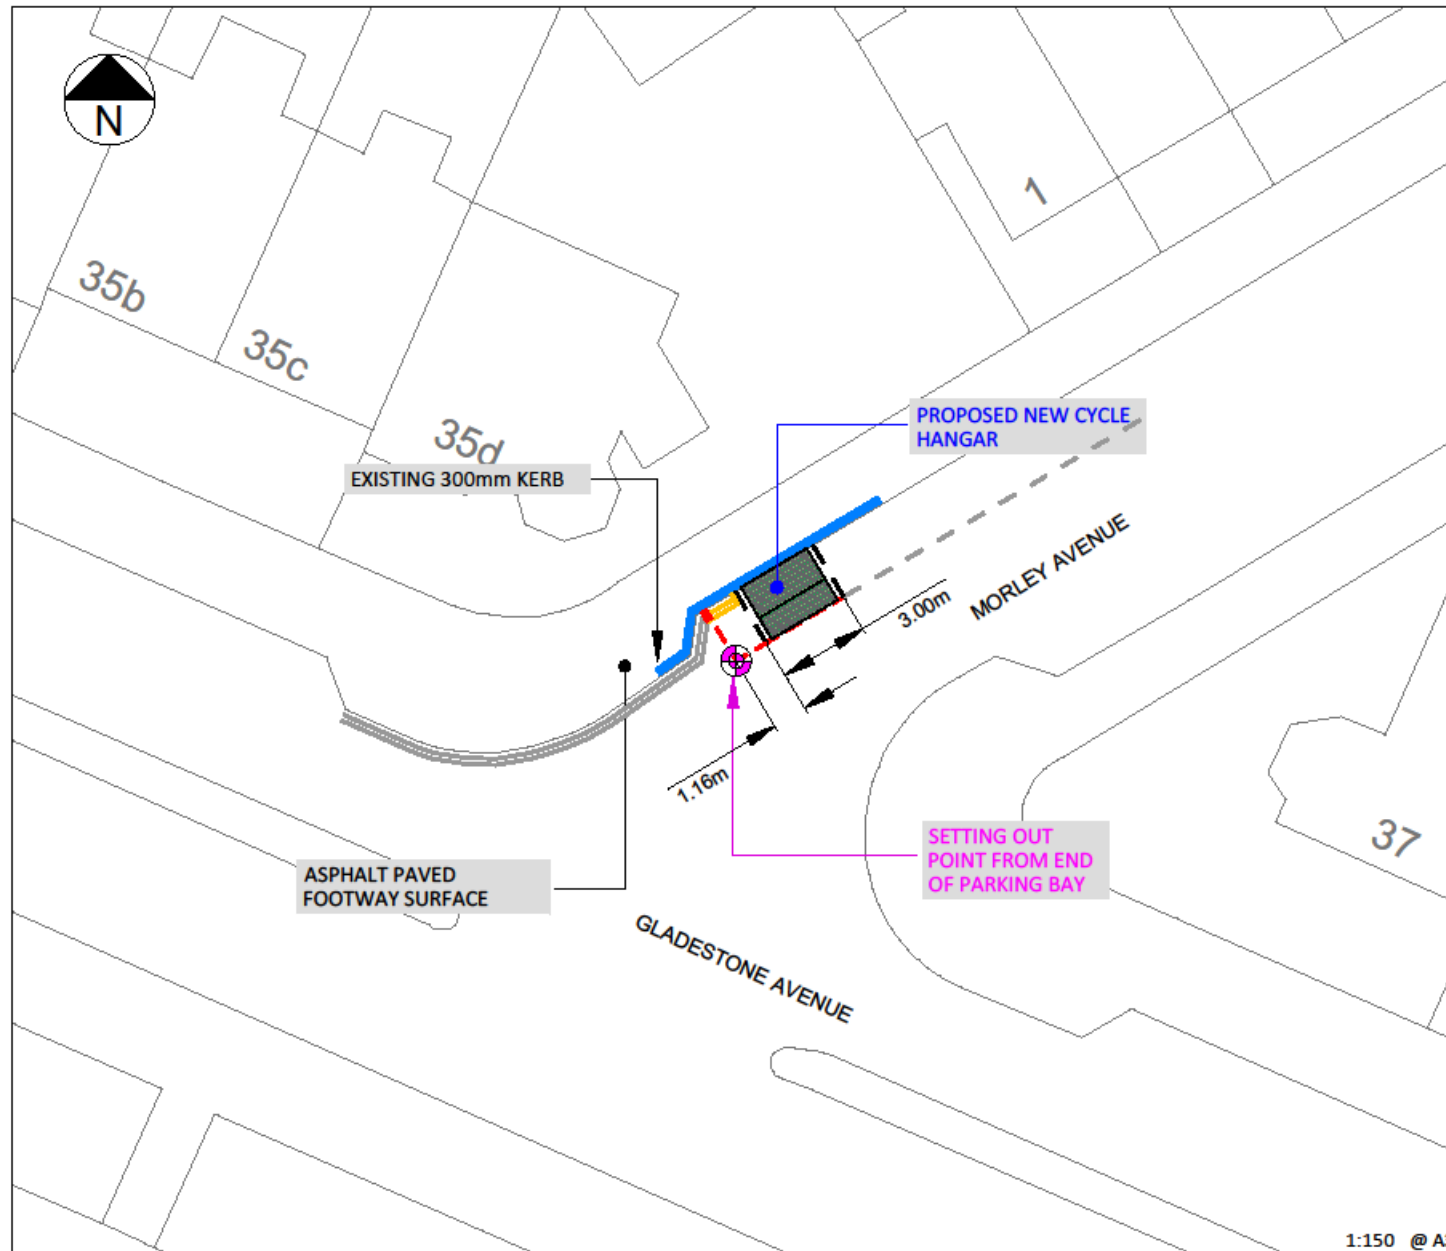 N
1
35b
35c
35d
PROPOSED NEW CYCLE
HANGAR
EXISTING 300mm KERB
MORLEY AVENUE
3.00m
1.16m
SETTING OUT
POINT FROM END
OF PARKING BAY
37
ASPHALT PAVED
FOOTWAY SURFACE
GLADESTONE AVENUE
1:150 @ A